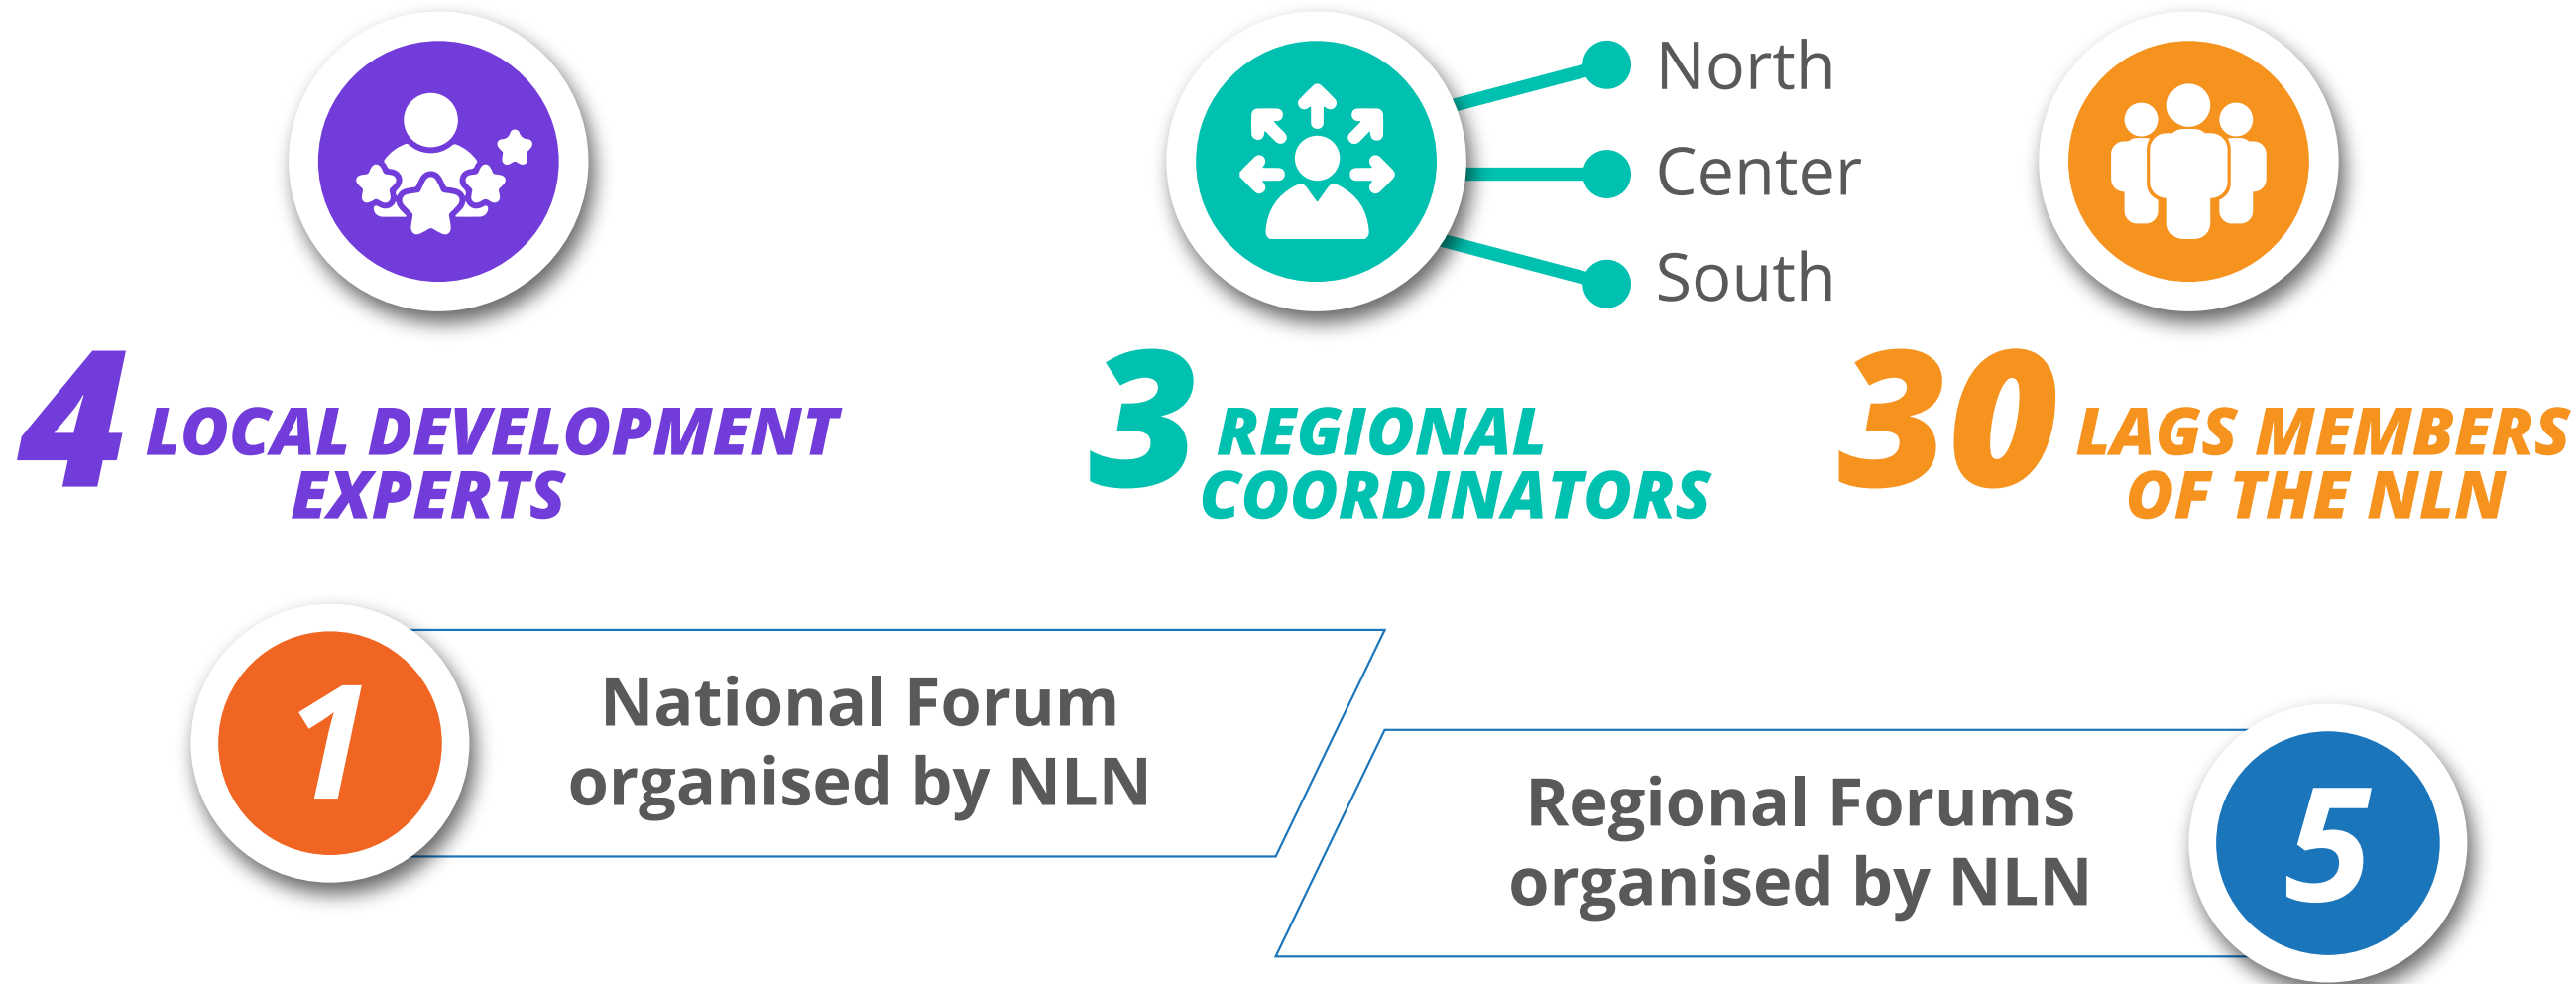 North
Center
South
4 LOCAL DEVELOPMENT
EXPERTS
3 REGIONAL
COORDINATORS
30 LAGS MEMBERS
OF THE NLN
1
National Forum
organised by NLN
Regional Forums
organised by NLN
5